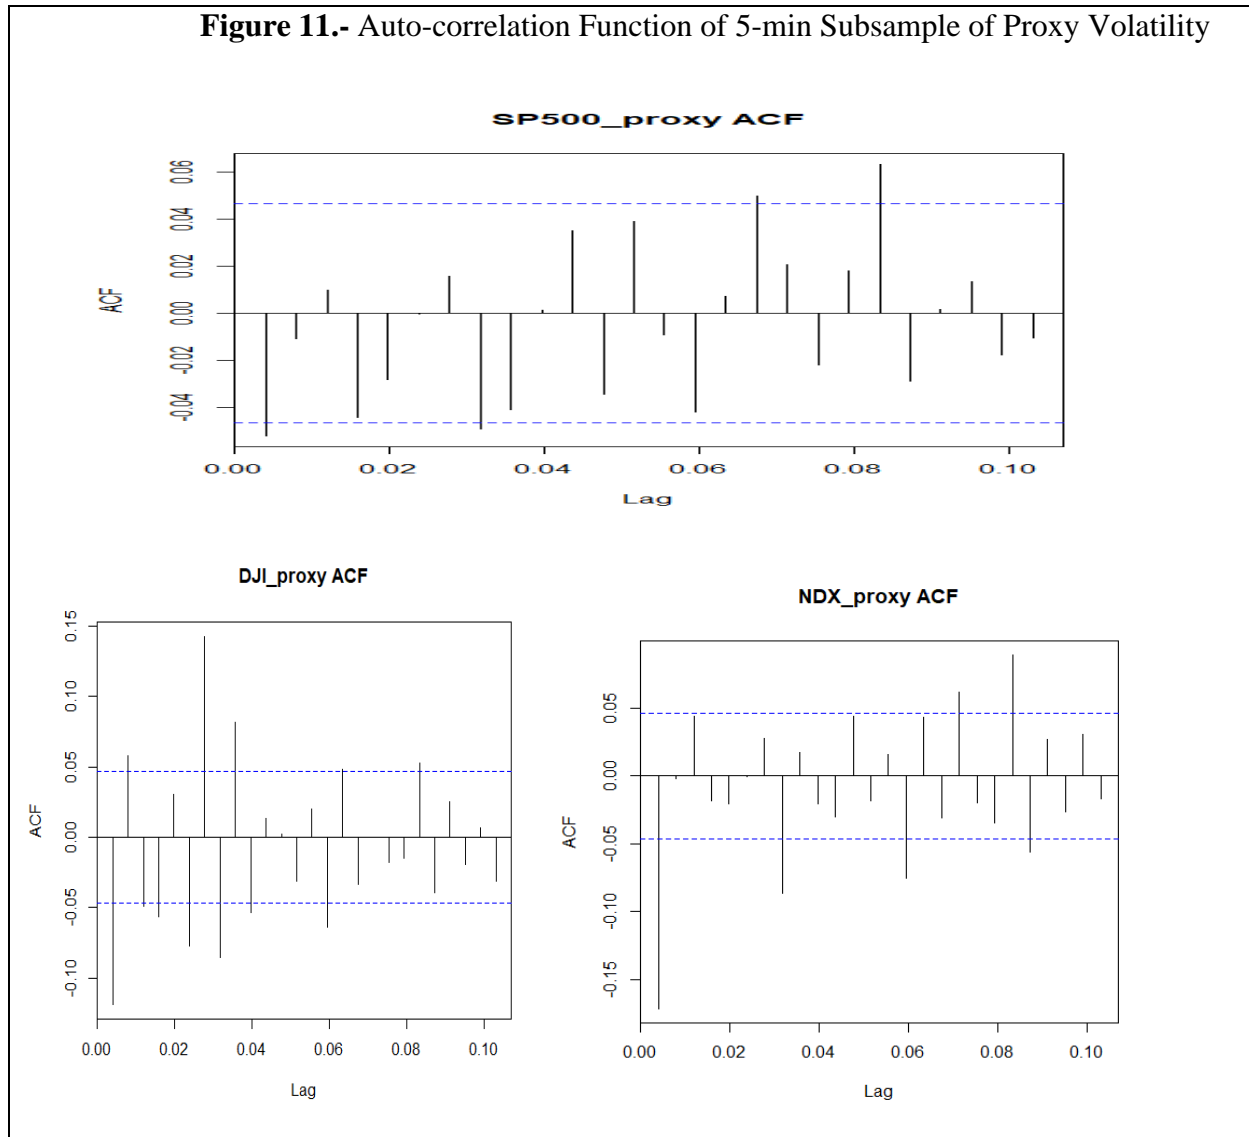 Figure 11.- Auto-correlation Function of 5-min Subsample of Proxy Volatility
SP500_proxy ACF
ACF
0.06
0.04
0.02
0.00
-0.02
-0.04
0.00 0.02 0.04 0.06 0.08 0.10
Lag
DJI_proxy ACF
ACF
0.15
0.10
0.05
0.00
-0.05
-0.10
0.00 0.02 0.04 0.06 0.08 0.10
Lag
NDX_proxy ACF
ACF
0.05
0.00
-0.05
-0.10
-0.15
0.00 0.02 0.04 0.06 0.08 0.10
Lag